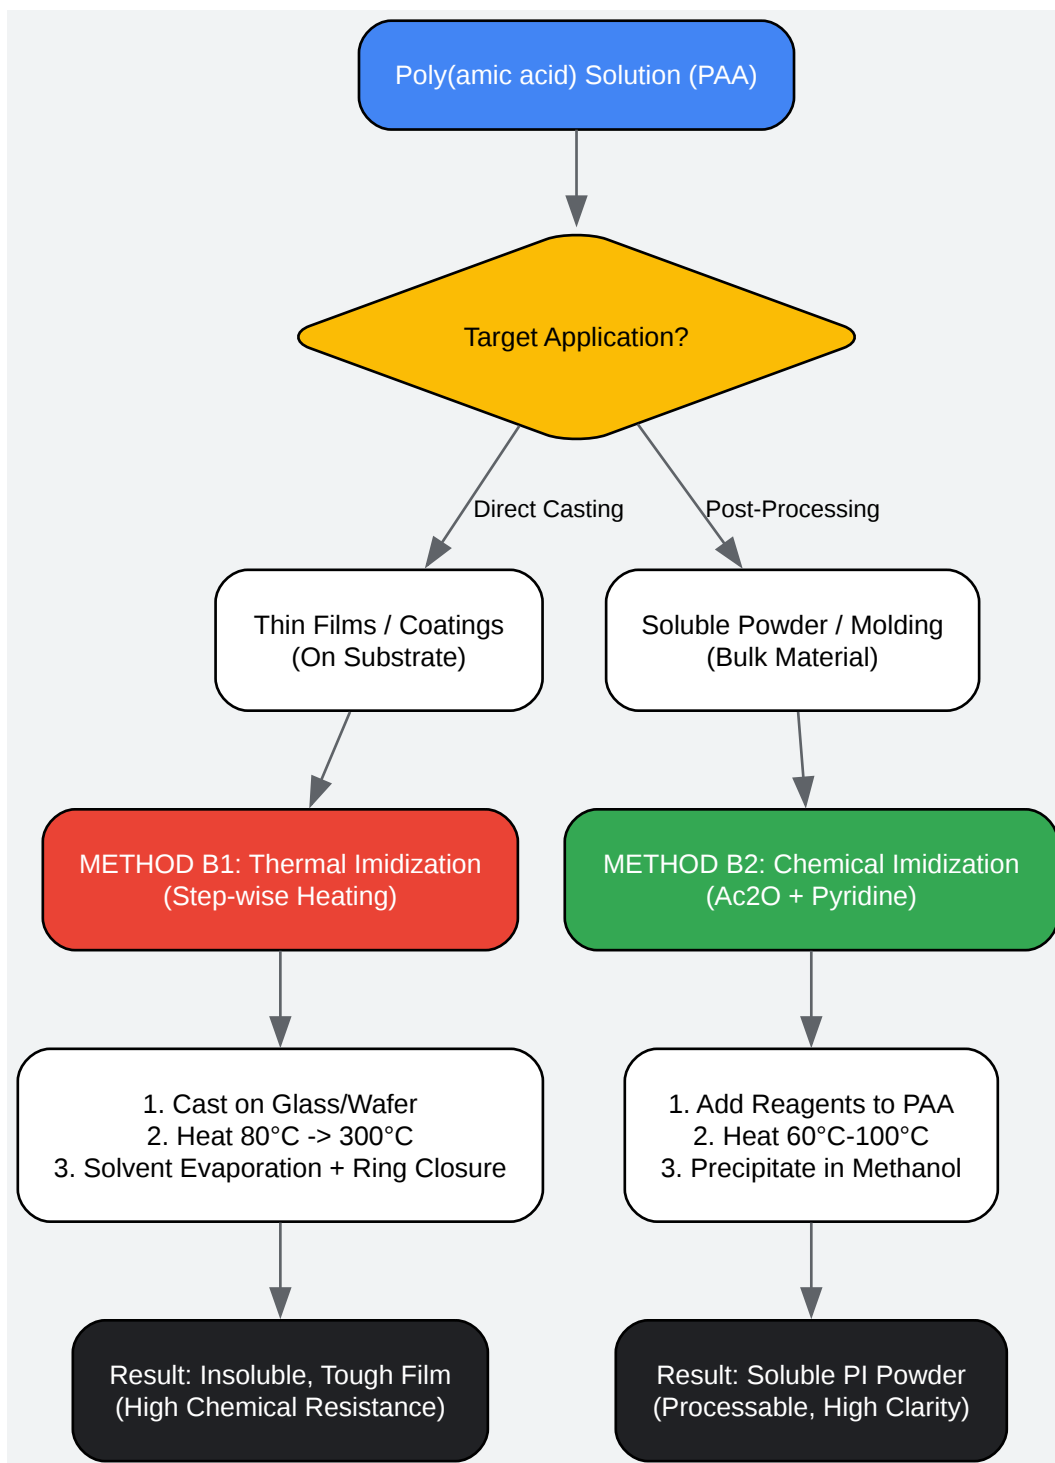 Poly(amic acid) Solution (PAA)
Target Application?
Direct Casting
Post-Processing
Thin Films / Coatings
(On Substrate)
Soluble Powder / Molding
(Bulk Material)
METHOD B1: Thermal Imidization
(Step-wise Heating)
METHOD B2: Chemical Imidization
(Ac2O + Pyridine)
1. Cast on Glass/Wafer
2. Heat 80°C -> 300°C
3. Solvent Evaporation + Ring Closure
1. Add Reagents to PAA
2. Heat 60°C-100°C
3. Precipitate in Methanol
Result: Insoluble, Tough Film
(High Chemical Resistance)
Result: Soluble PI Powder
(Processable, High Clarity)